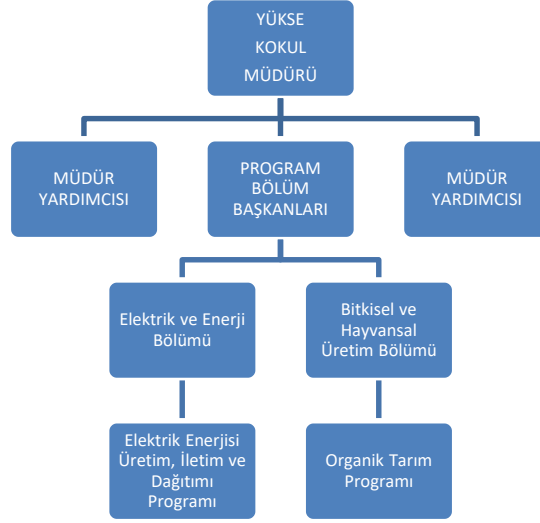 YÜKSE
KOKUL
MÜDÜRÜ
MÜDÜR
YARDIMCISI
PROGRAM
BÖLÜM
BAŞKANLARI
MÜDÜR
YARDIMCISI
Elektrik ve Enerji
Bölümü
Bitkisel ve
Hayvansal
Üretim Bölümü
Elektrik Enerjisi
Üretim, İletim ve
Dağıtımı
Programı
Organik Tarım
Programı